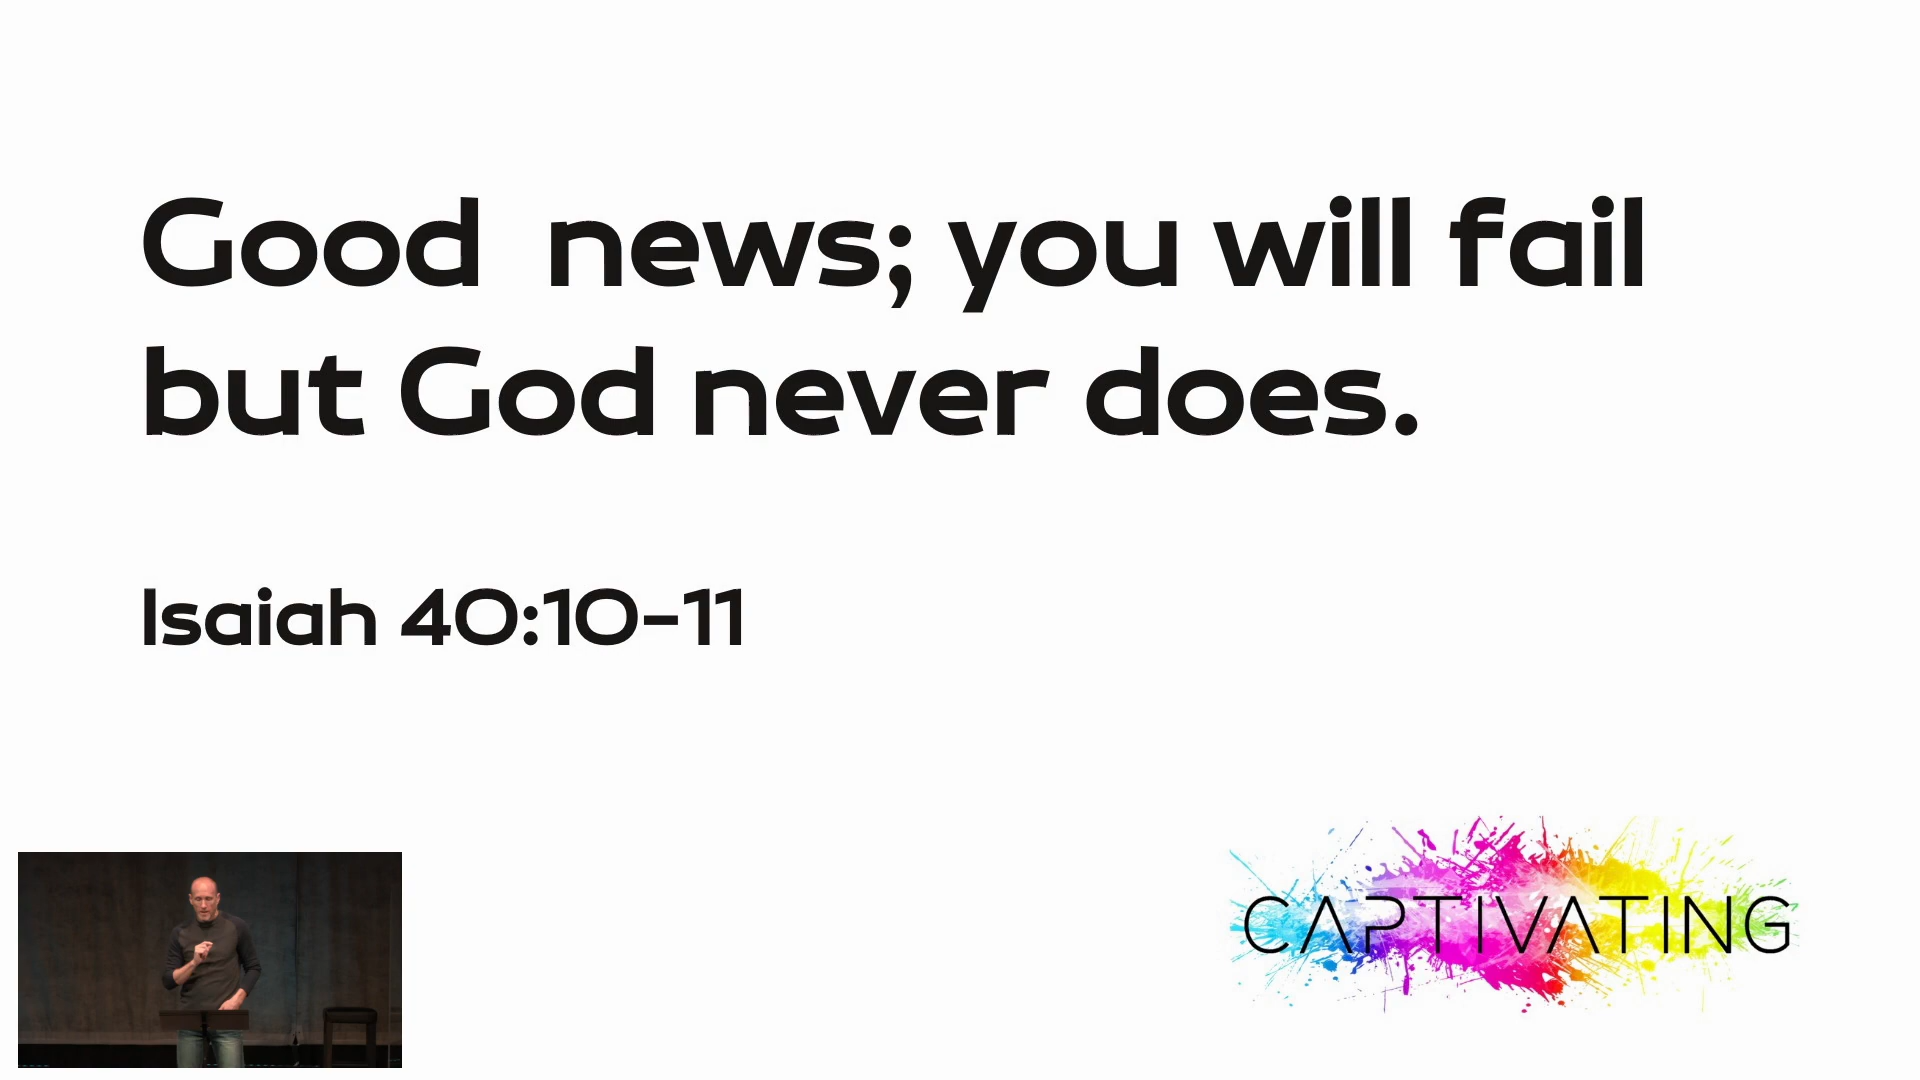 Good  news; you will fail
but God never does.
Isaiah 40:10-11
CAPTIVATING